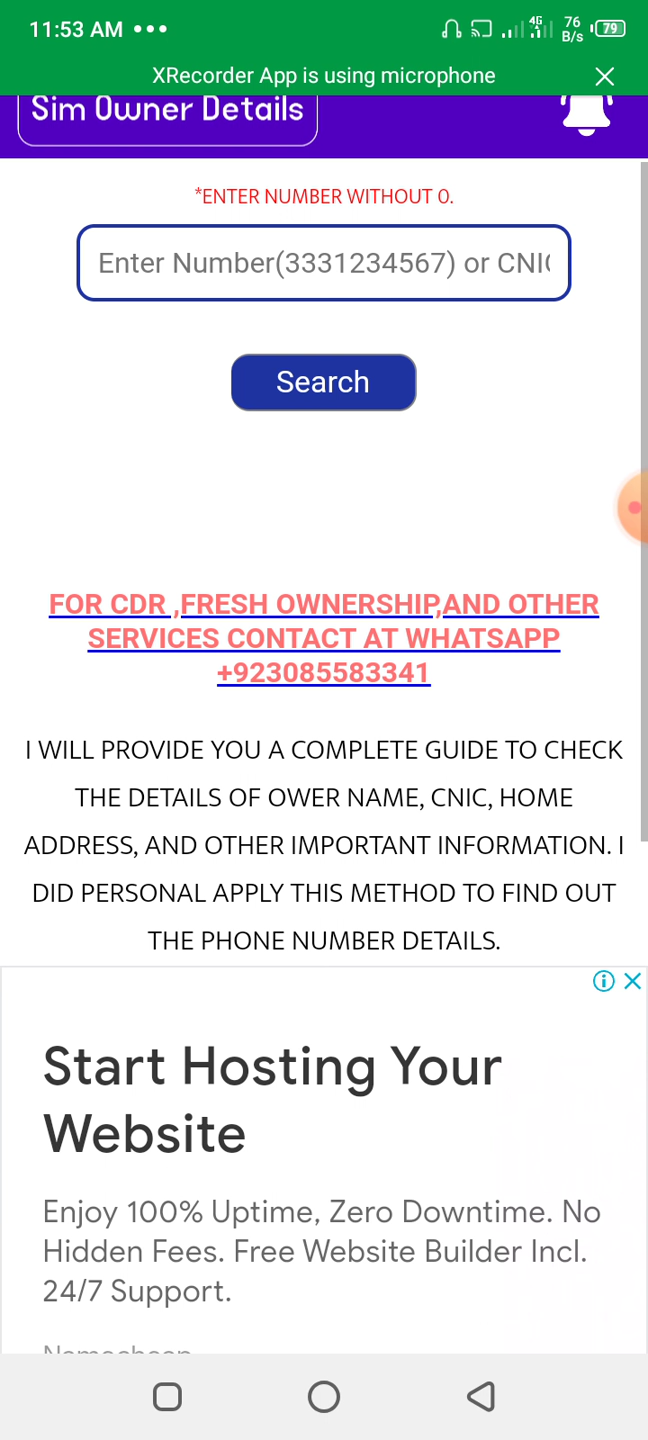 11:53 AM
4G
76
B/s
79
XRecorder App is using microphone
Sim Owner Details
*ENTER NUMBER WITHOUT 0.
Enter Number(3331234567) or CNIC
Search
FOR CDR ,FRESH OWNERSHIP,AND OTHER
SERVICES CONTACT AT WHATSAPP
+923085583341
I WILL PROVIDE YOU A COMPLETE GUIDE TO CHECK
THE DETAILS OF OWER NAME, CNIC, HOME
ADDRESS, AND OTHER IMPORTANT INFORMATION. I
DID PERSONAL APPLY THIS METHOD TO FIND OUT
THE PHONE NUMBER DETAILS.
Start Hosting Your
Website
Enjoy 100% Uptime, Zero Downtime. No
Hidden Fees. Free Website Builder Incl.
24/7 Support.